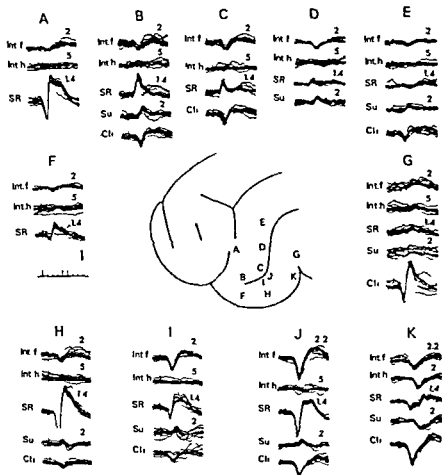 A
Int f 2
Int h 5
SR 1.4
B
Int f 2
Int h 5
SR 1.4
Su 2
Cli
C
Int f 2
Int h 5
SR 1.4
Su 2
Cli
D
Int f 2
Int h 5
SR 1.4
Su 2
E
Int f 2
Int h 5
SR 1.4
Su 2
Cli
F
Int.f 2
Int.h 5
SR 1.4
E
D
A
C
G
B
J
K
I
F
H
G
Int f 2
Int h 5
SR 1.4
Su 2
Cli
H
Int f 2
Int h 5
SR 1.4
Su 2
Cli
I
Int f 2
Int h 5
SR 1.4
Su 2
Cli
J
Int f 2.2
Int h 5
SR 1.4
Su 2
Cli
K
Int f 2.2
Int h 5
SR 1.4
Su 2
Cli